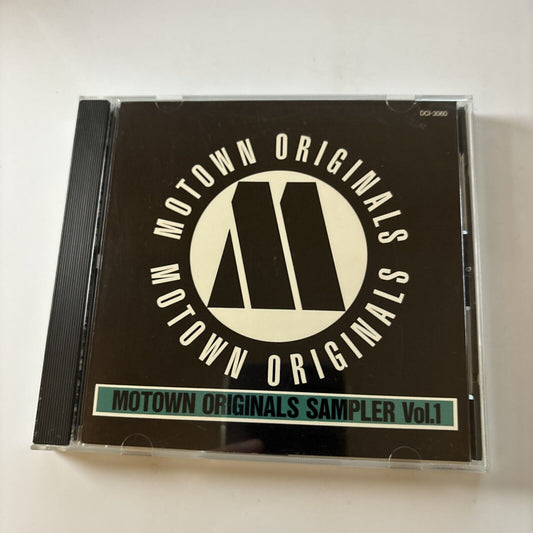 DCI-3060
MOTOWN ORIGINALS
M
MOTOWN ORIGINALS
MOTOWN ORIGINALS SAMPLER Vol.1